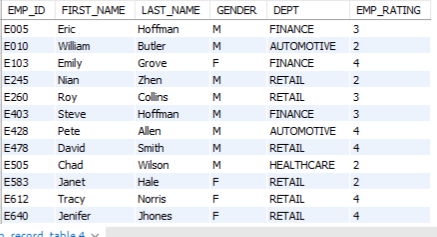 EMP_ID FIRST_NAME LAST_NAME GENDER DEPT EMP_RATING
E005 Eric Hoffman M FINANCE 3
E010 William Butler M AUTOMOTIVE 2
E103 Emily Grove F FINANCE 4
E245 Nian Zhen M RETAIL 2
E260 Roy Collins M RETAIL 3
E403 Steve Hoffman M FINANCE 3
E428 Pete Allen M AUTOMOTIVE 4
E478 David Smith M RETAIL 4
E505 Chad Wilson M HEALTHCARE 2
E583 Janet Hale F RETAIL 2
E612 Tracy Norris F RETAIL 4
E640 Jenifer Jhones F RETAIL 4
record_table 4